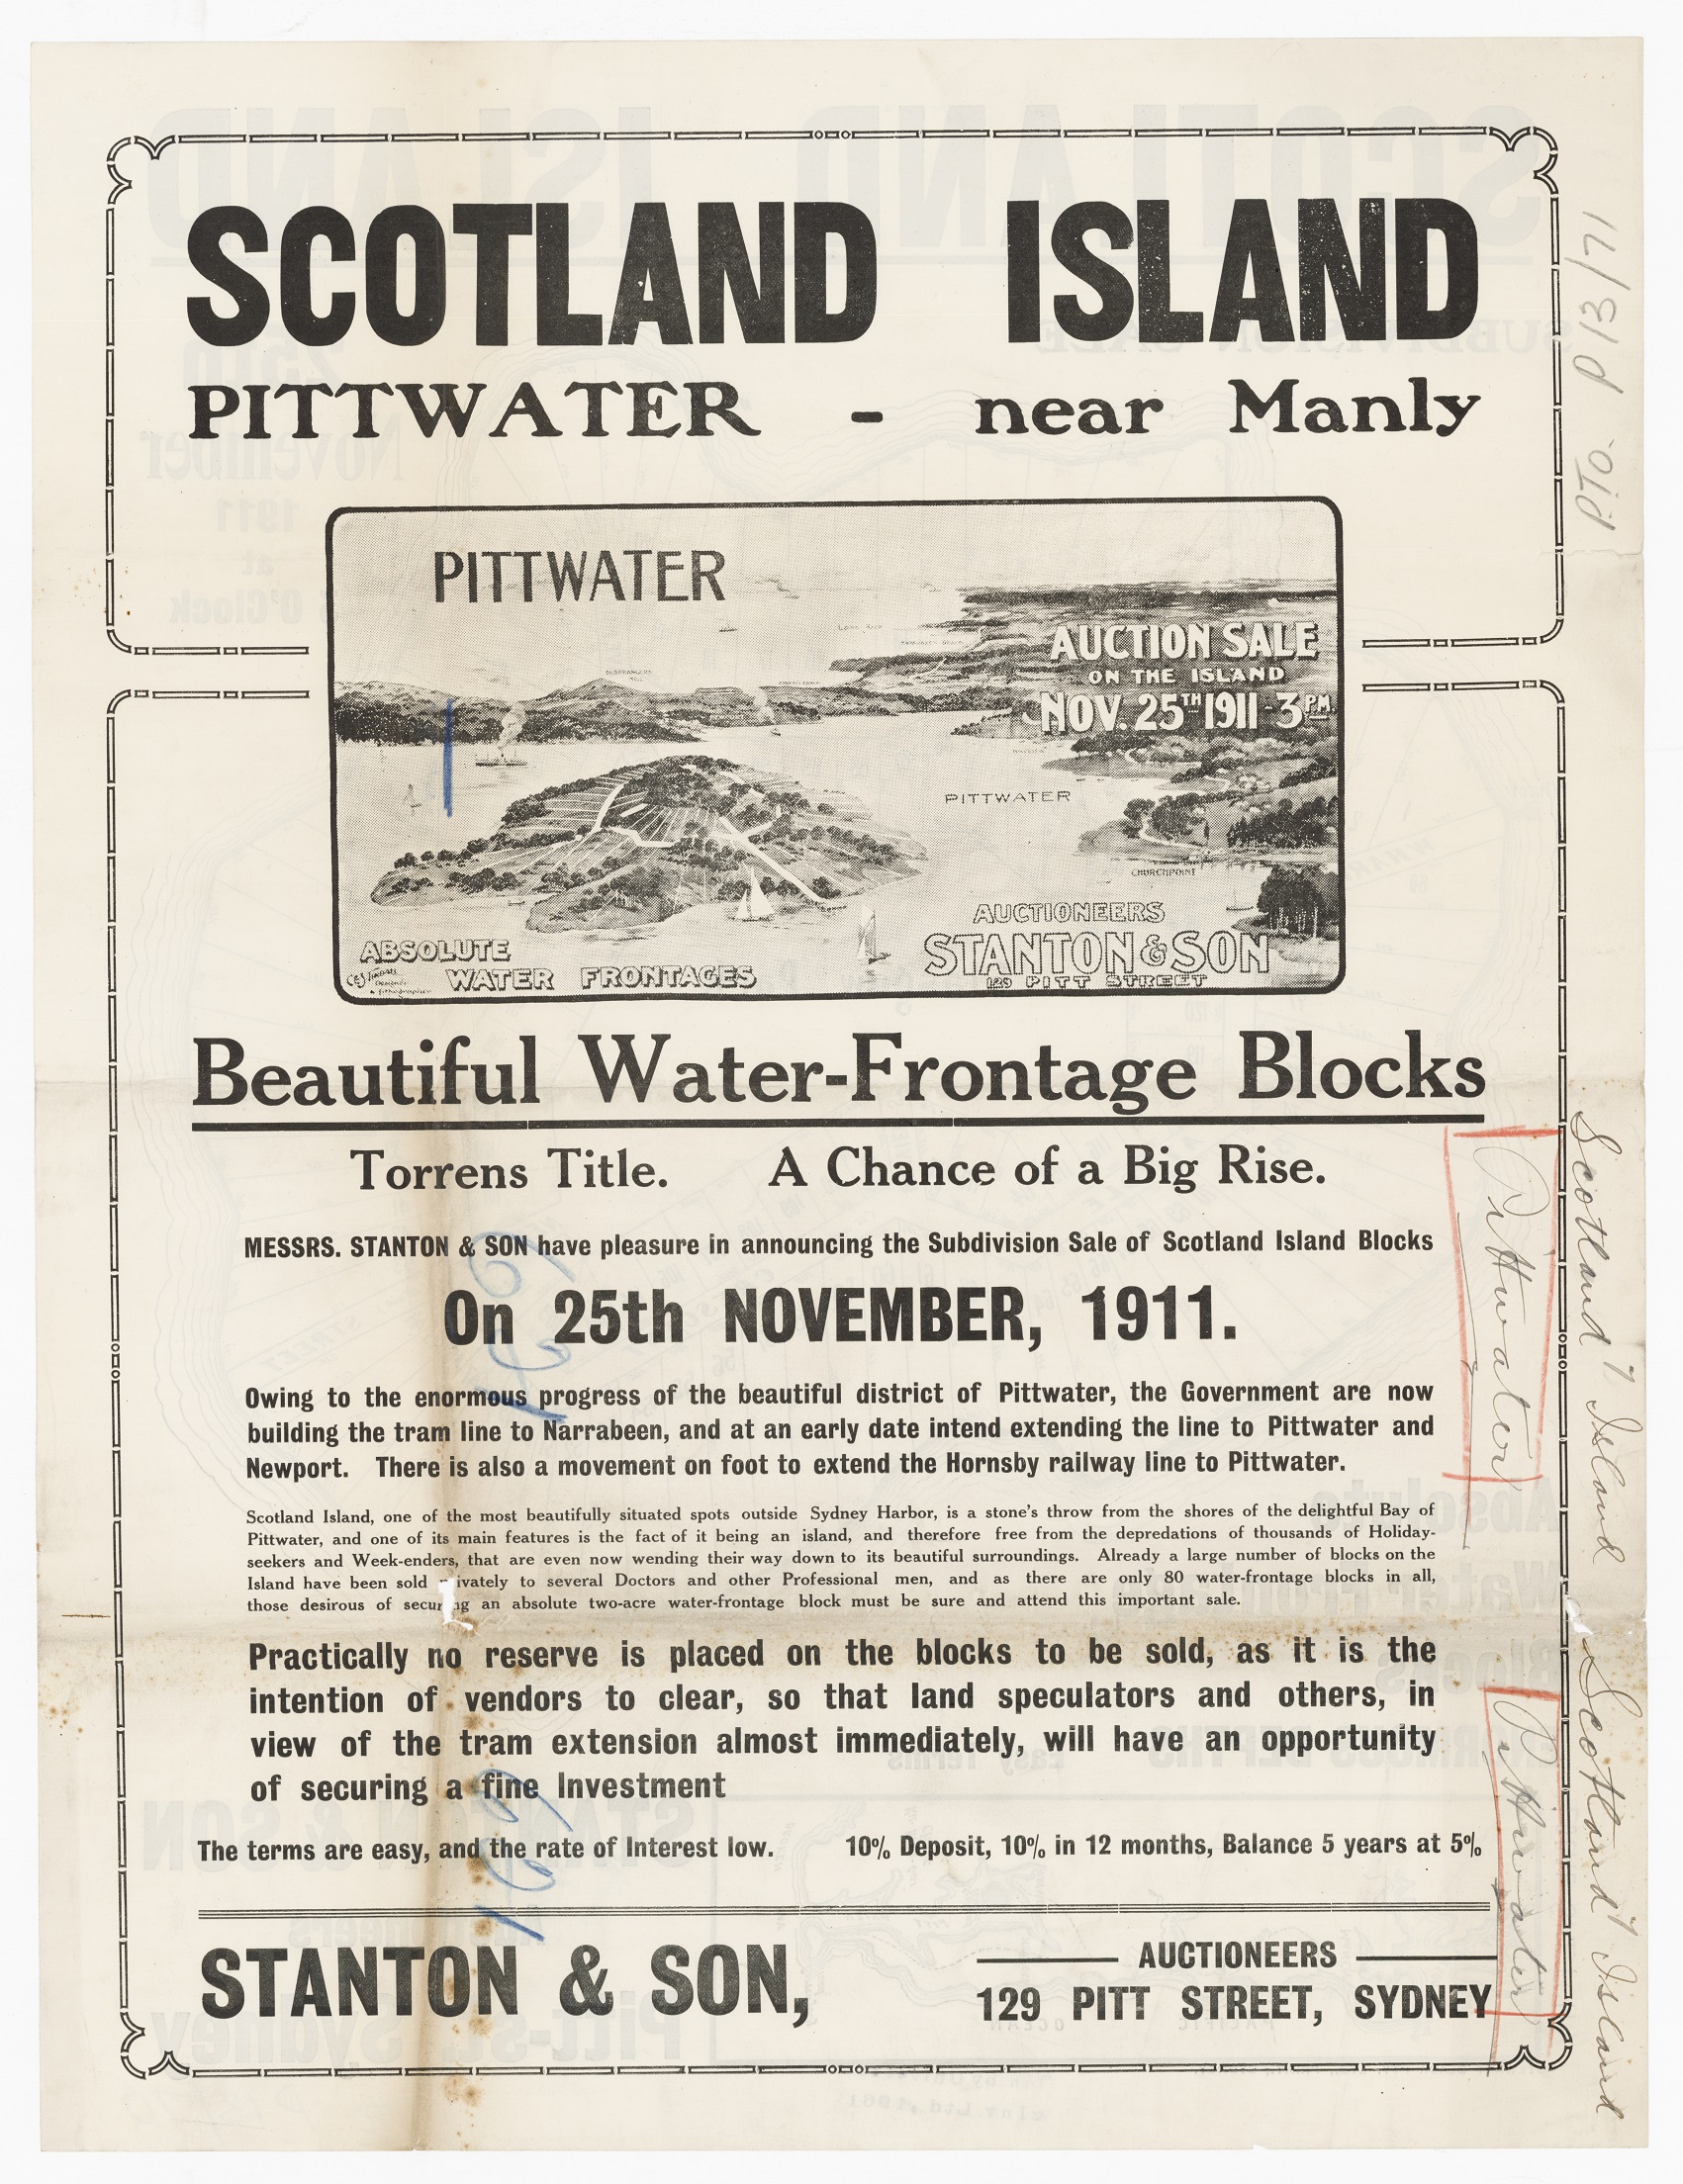 SCOTLAND ISLAND
PITTWATER - near Manly
PITTWATER
AUCTION SALE
ON THE ISLAND
NOV. 25TH 1911 - 3PM.
PITTWATER
CHURCHPOINT
AUCTIONEERS
STANTON & SON
129 PITT STREET
ABSOLUTE
WATER FRONTAGES
Beautiful Water-Frontage Blocks
Torrens Title. A Chance of a Big Rise.
MESSRS. STANTON & SON have pleasure in announcing the Subdivision Sale of Scotland Island Blocks
On 25th NOVEMBER, 1911.
Owing to the enormous progress of the beautiful district of Pittwater, the Government are now
building the tram line to Narrabeen, and at an early date intend extending the line to Pittwater and
Newport. There is also a movement on foot to extend the Hornsby railway line to Pittwater.
Scotland Island, one of the most beautifully situated spots outside Sydney Harbor, is a stone's throw from the shores of the delightful Bay of
Pittwater, and one of its main features is the fact of it being an island, and therefore free from the depredations of thousands of Holiday-
seekers and Week-enders, that are even now wending their way down to its beautiful surroundings. Already a large number of blocks on the
Island have been sold ivately to several Doctors and other Professional men, and as there are only 80 water-frontage blocks in all,
those desirous of securing an absolute two-acre water-frontage block must be sure and attend this important sale.
Practically no reserve is placed on the blocks to be sold, as it is the
intention of vendors to clear, so that land speculators and others, in
view of the tram extension almost immediately, will have an opportunity
of securing a fine Investment
The terms are easy, and the rate of Interest low. 10% Deposit, 10% in 12 months, Balance 5 years at 5%
STANTON & SON,
AUCTIONEERS
129 PITT STREET, SYDNEY
Pittwater
Scotland Island
Pittwater
Scotland Island